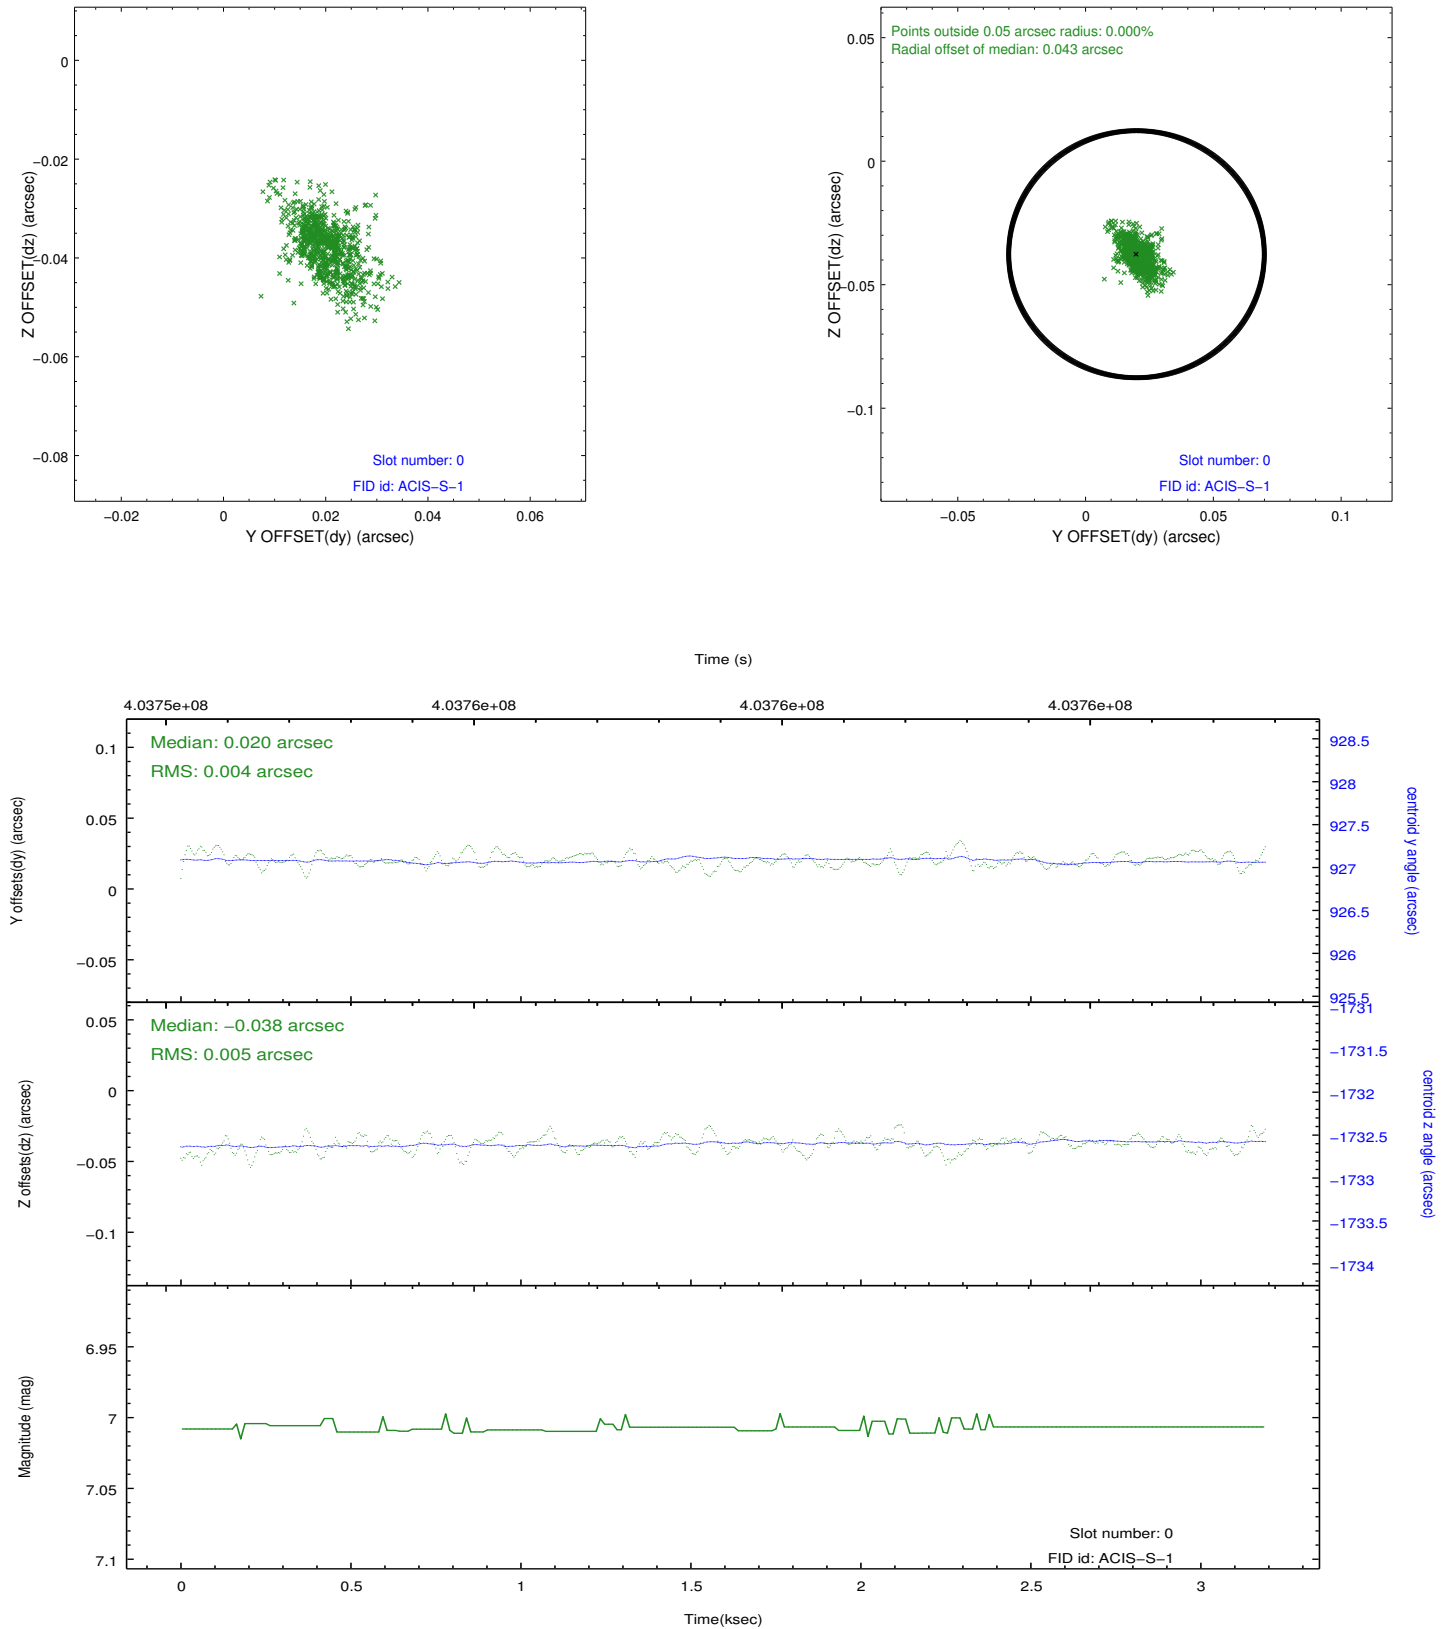 0
−0.02
−0.04
−0.06
−0.08
Z OFFSET(dz) (arcsec)
Slot number: 0
FID id: ACIS−S−1
−0.02 0 0.02 0.04 0.06
Y OFFSET(dy) (arcsec)
Points outside 0.05 arcsec radius: 0.000%
Radial offset of median: 0.043 arcsec
0.05
0
−0.05
−0.1
Z OFFSET(dz) (arcsec)
Slot number: 0
FID id: ACIS−S−1
−0.05 0 0.05 0.1
Y OFFSET(dy) (arcsec)
Time (s)
4.0375e+08 4.0376e+08 4.0376e+08 4.0376e+08
Median: 0.020 arcsec
RMS: 0.004 arcsec
0.1
0.05
0
−0.05
Y offsets(dy) (arcsec)
928.5
928
927.5
927
926.5
926
925.5
centroid y angle (arcsec)
Median: −0.038 arcsec
RMS: 0.005 arcsec
0.05
0
−0.05
−0.1
Z offsets(dz) (arcsec)
−1731
−1731.5
−1732
−1732.5
−1733
−1733.5
−1734
centroid z angle (arcsec)
6.95
7
7.05
7.1
Magnitude (mag)
Slot number: 0
FID id: ACIS−S−1
0 0.5 1 1.5 2 2.5 3
Time(ksec)